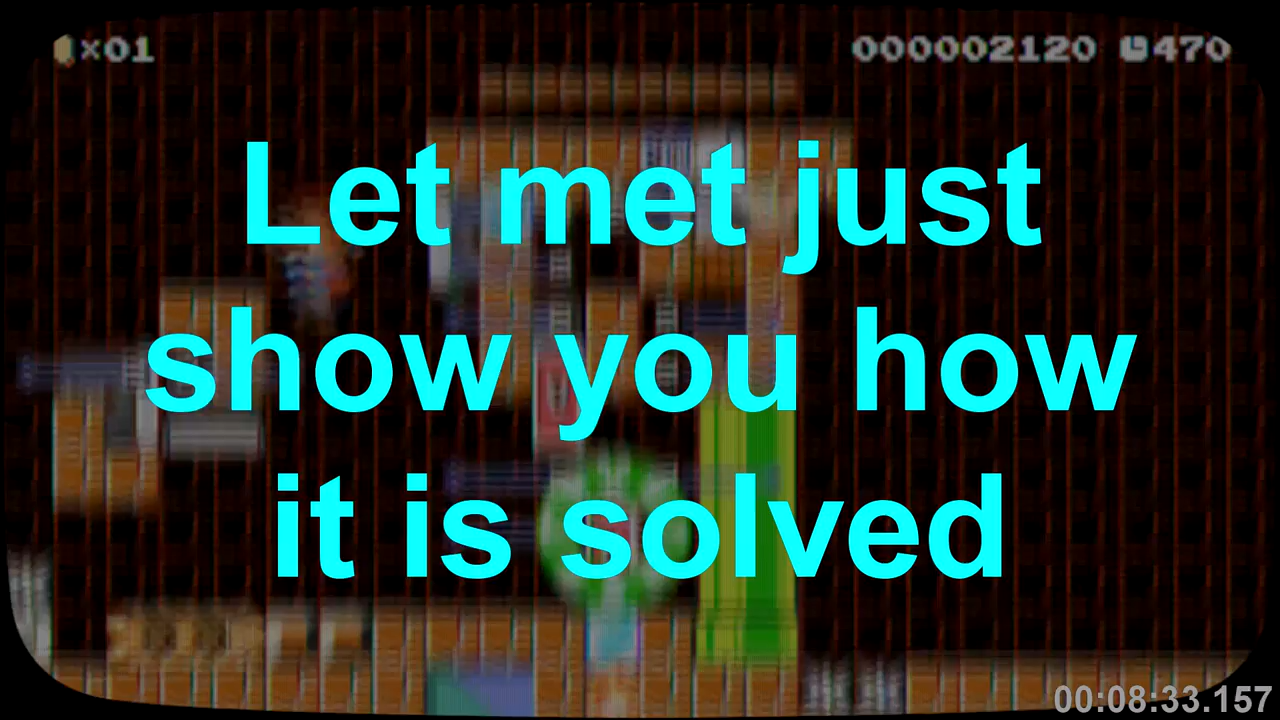 ×01
000002120 470
Let met just
show you how
it is solved
00:08:33.157